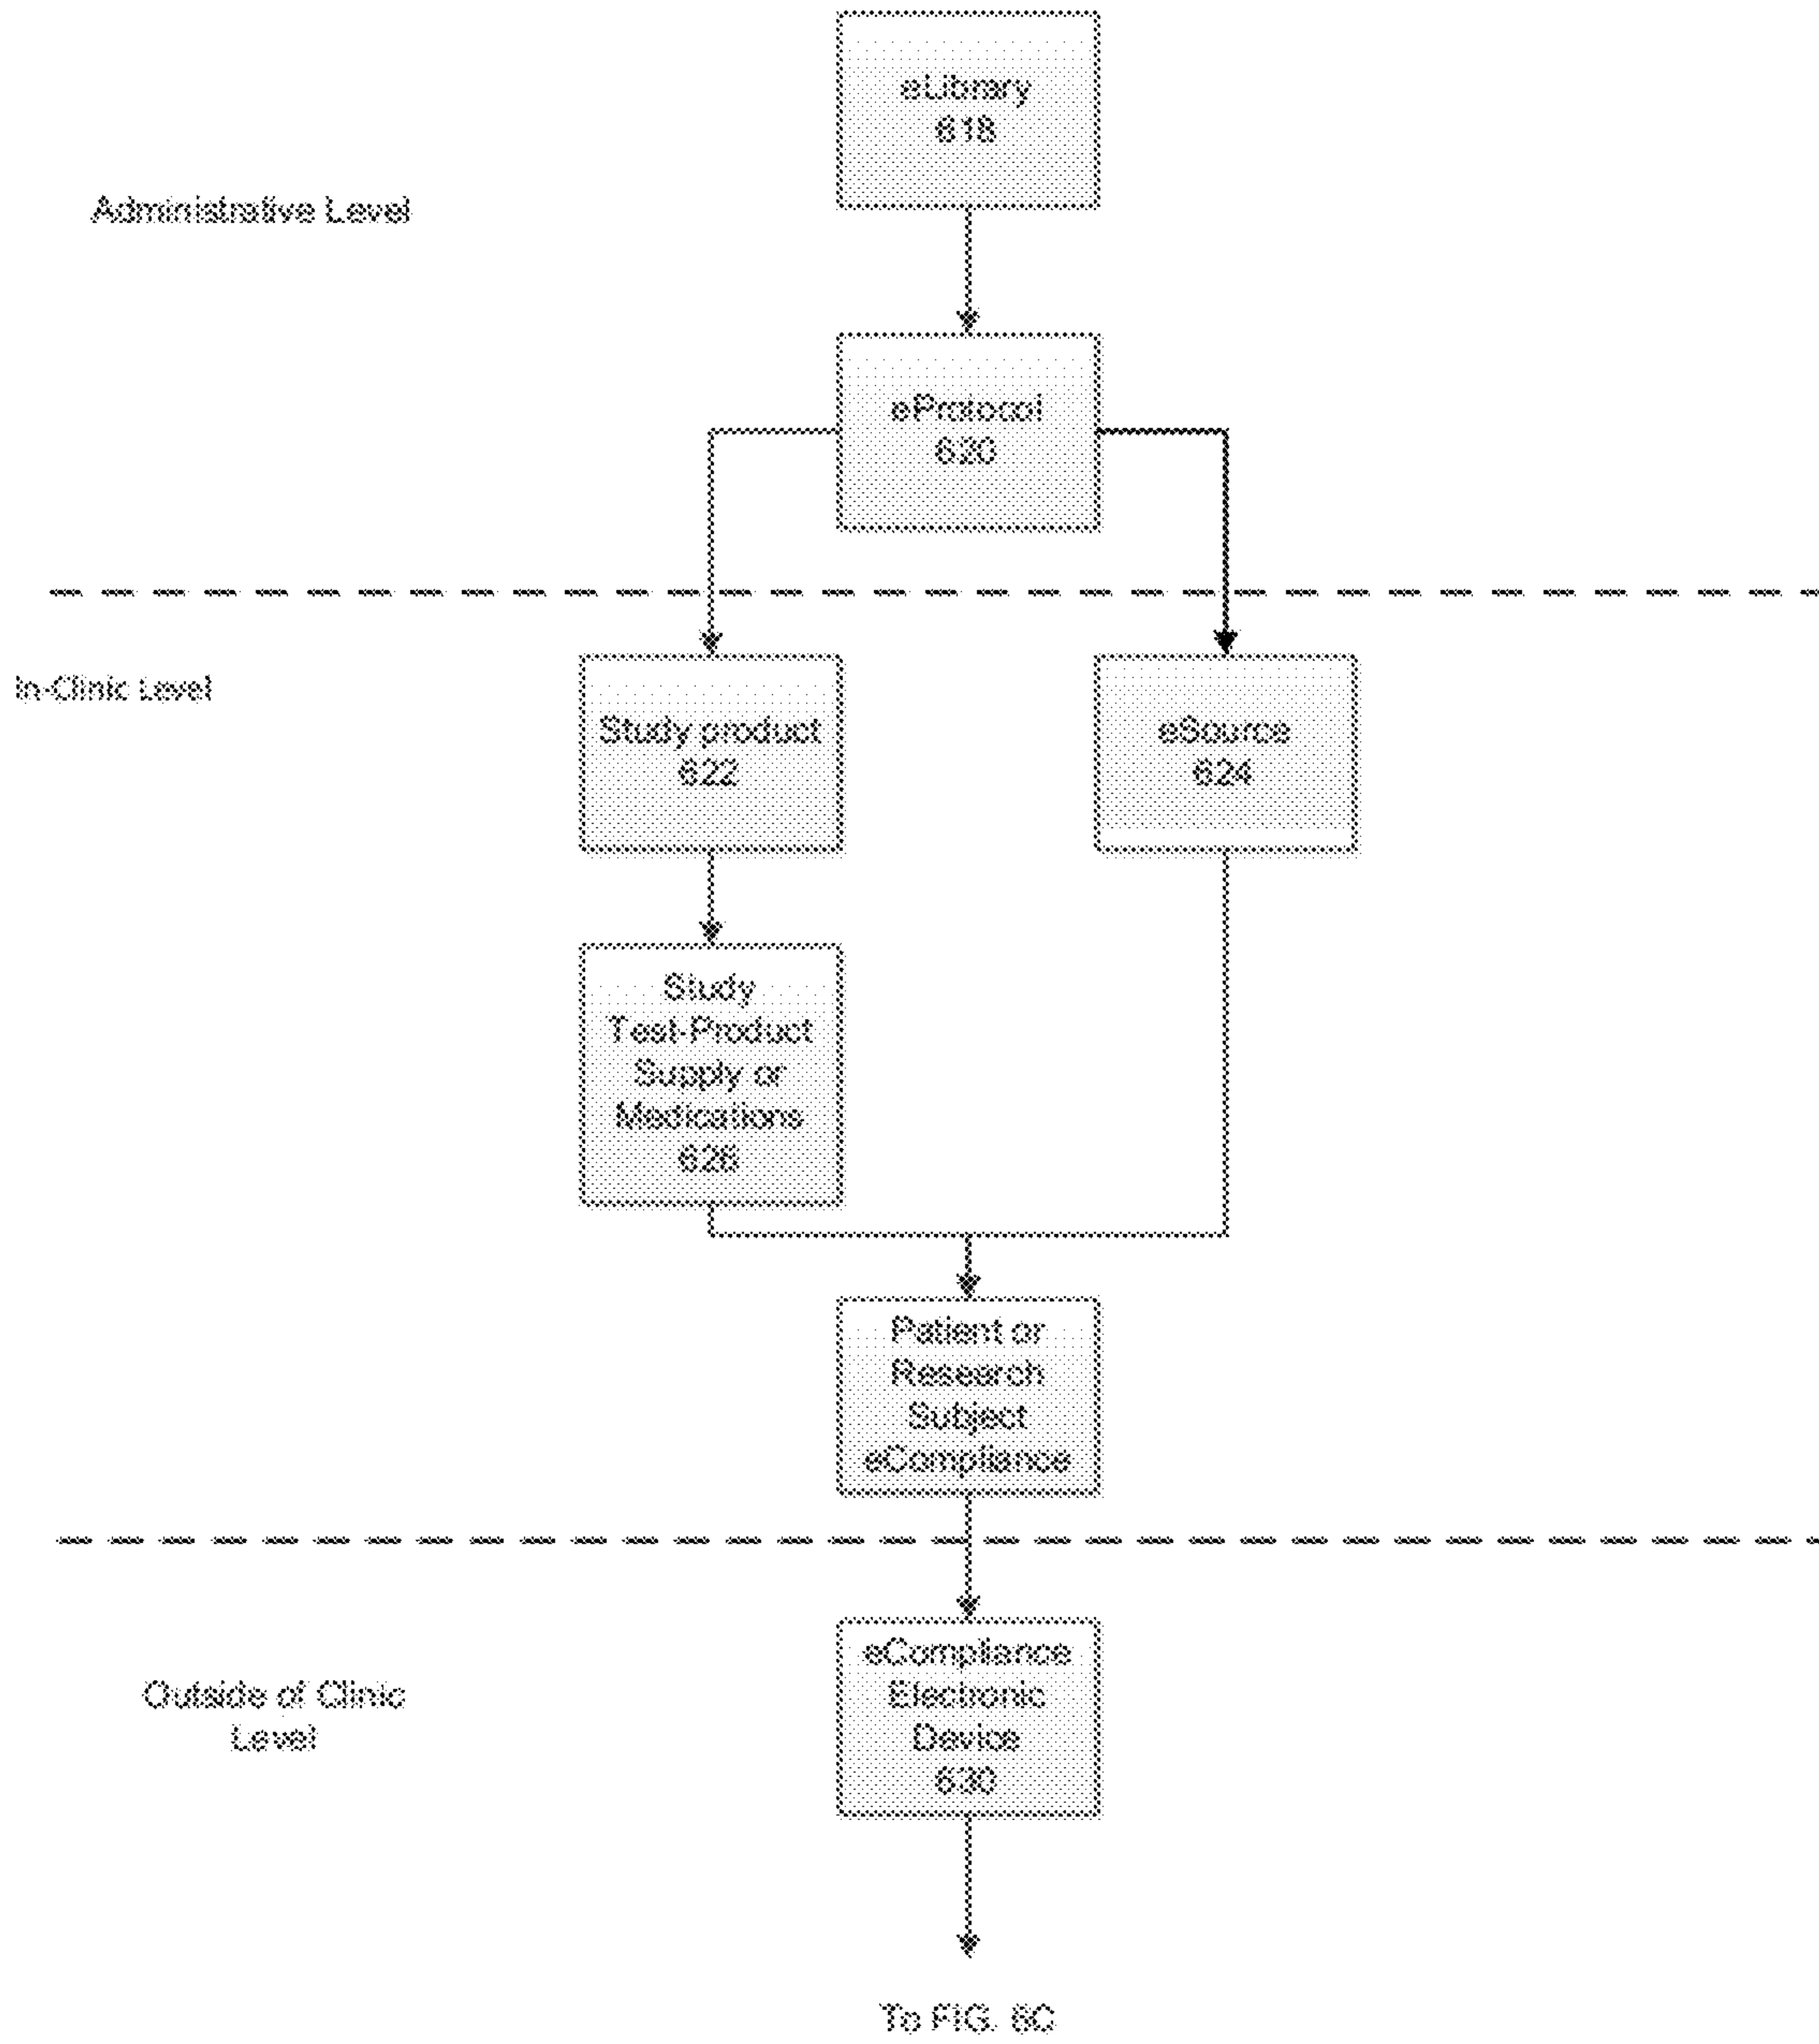 eLibrary
618
Administrative Level
eProtocol
620
In-Clinic Level
Study product
622
eSource
624
Study
Test-Product
Supply or
Medications
626
Patient or
Research
Subject
eCompliance
eCompliance
Electronic
Device
630
Outside of Clinic
Level
To FIG. 6C